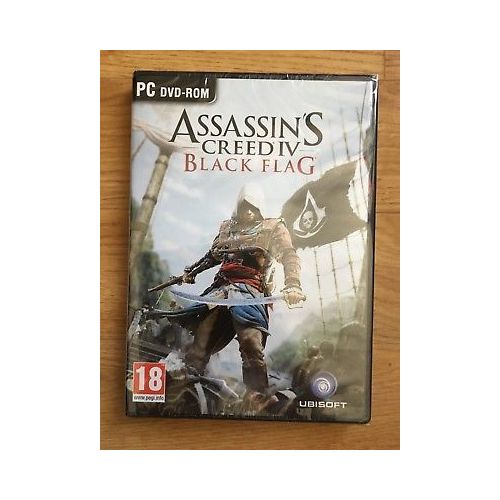 PC DVD-ROM
ASSASSIN'S
CREED IV
BLACK FLAG
18
www.pegi.info
UBISOFT